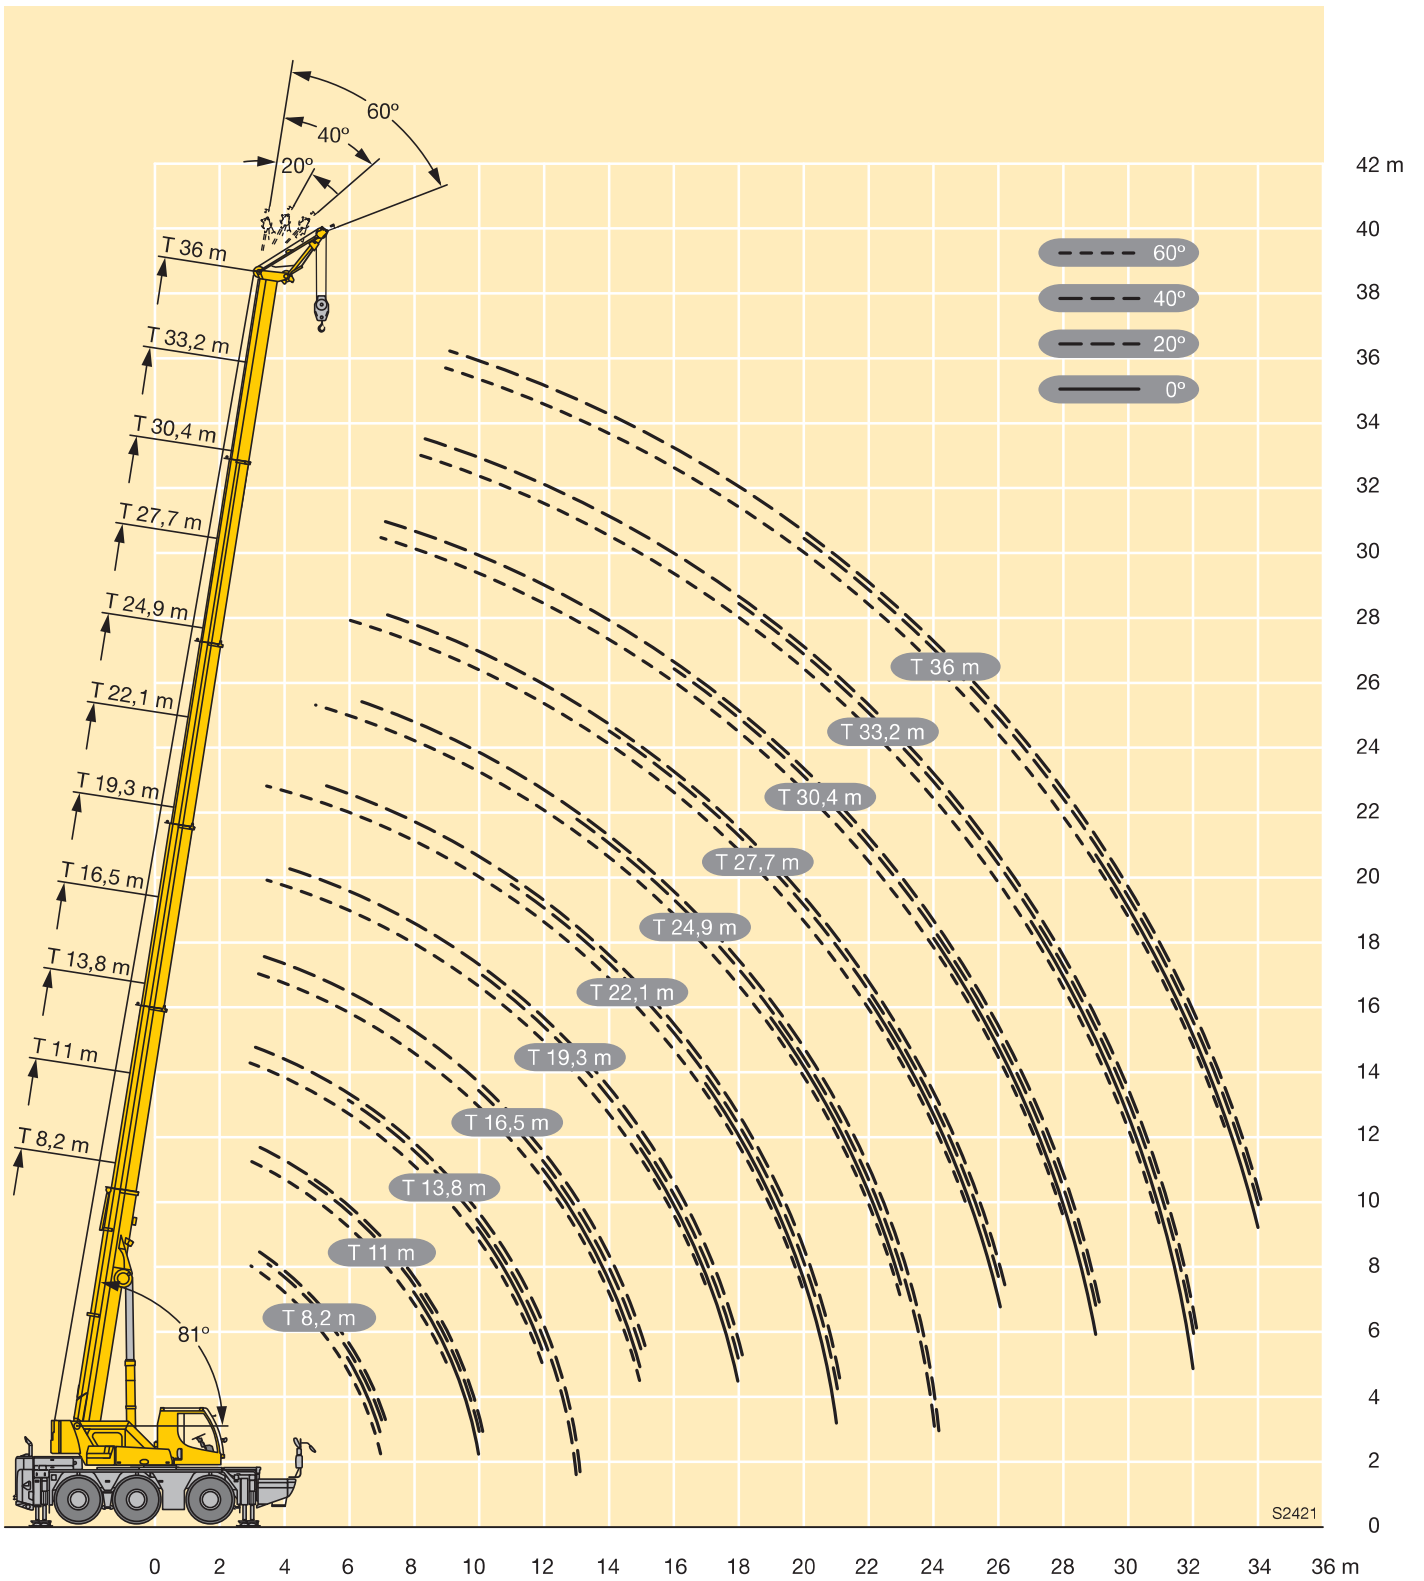 60°
40°
20°
42 m
T 36 m
40
60°
38
40°
T 33,2 m
36
20°
0°
34
T 30,4 m
32
T 27,7 m
30
28
T 24,9 m
T 36 m
26
T 22,1 m
T 33,2 m
24
T 19,3 m
T 30,4 m
22
T 27,7 m
20
T 16,5 m
T 24,9 m
18
T 13,8 m
T 22,1 m
16
T 11 m
T 19,3 m
14
T 8,2 m
T 16,5 m
12
T 13,8 m
10
T 11 m
8
T 8,2 m
81°
6
4
2
S2421
0
0 2 4 6 8 10 12 14 16 18 20 22 24 26 28 30 32 34 36 m